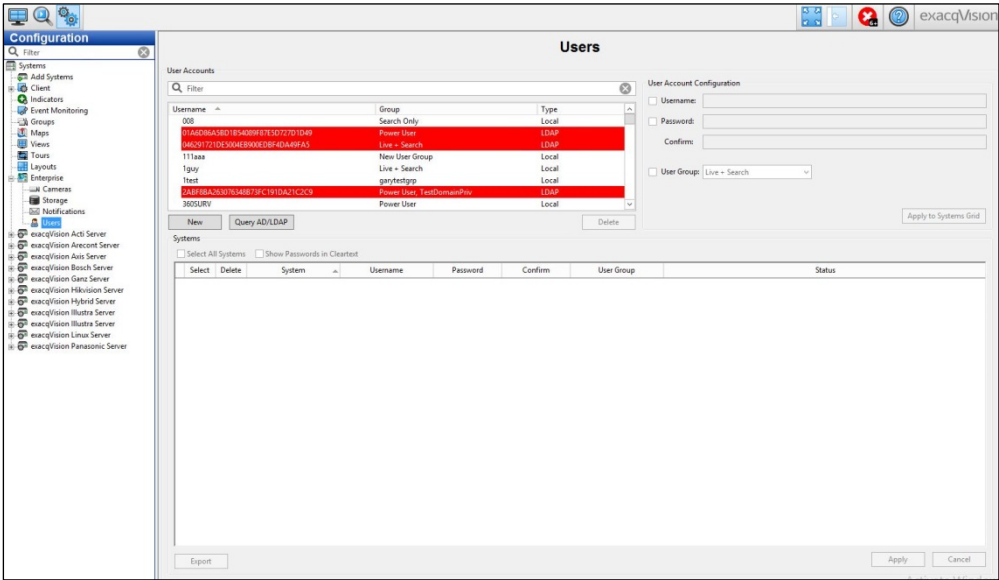 exacqVision
Configuration
Filter
Systems
Add Systems
Client
Indicators
Event Monitoring
Groups
Maps
Views
Tours
Layouts
Enterprise
Cameras
Storage
Notifications
Users
exacqVision Acti Server
exacqVision Arecont Server
exacqVision Axis Server
exacqVision Bosch Server
exacqVision Ganz Server
exacqVision Hikvision Server
exacqVision Hybrid Server
exacqVision Illustra Server
exacqVision Illustra Server
exacqVision Linux Server
exacqVision Panasonic Server
Users
User Accounts
Filter
Username Group Type
008 Search Only Local
01A6D86A5BD1B54089F87E5D727D1D49 Power User LDAP
046291721DE5004EB900EDBF4DA49FA5 Live + Search LDAP
111aaa New User Group Local
1guy Live + Search Local
1test garytestgrp Local
2ABF8BA263076348B73FC191DA21C2C9 Power User, TestDomainPriv LDAP
360SURV Power User Local
New Query AD/LDAP Delete
User Account Configuration
Username:
Password:
Confirm:
User Group: Live + Search
Apply to Systems Grid
Systems
Select All Systems Show Passwords in Cleartext
Select Delete System Username Password Confirm User Group Status
Export Apply Cancel